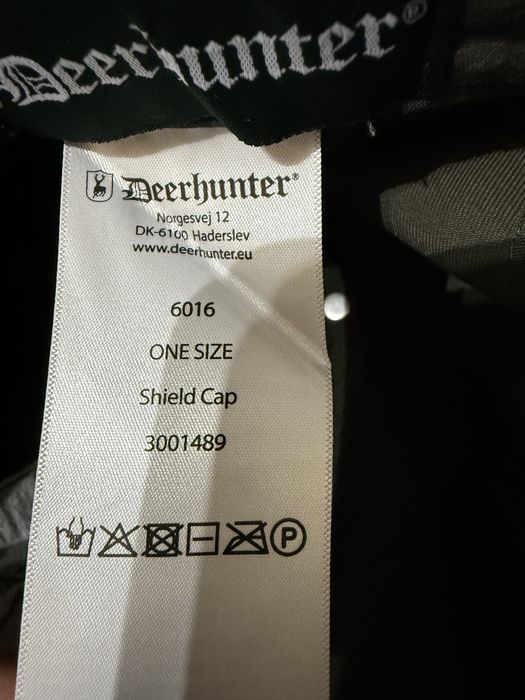 Deerhunter®
Deerhunter®
Norgesvej 12
DK-6100 Haderslev
www.deerhunter.eu
6016
ONE SIZE
Shield Cap
3001489
P